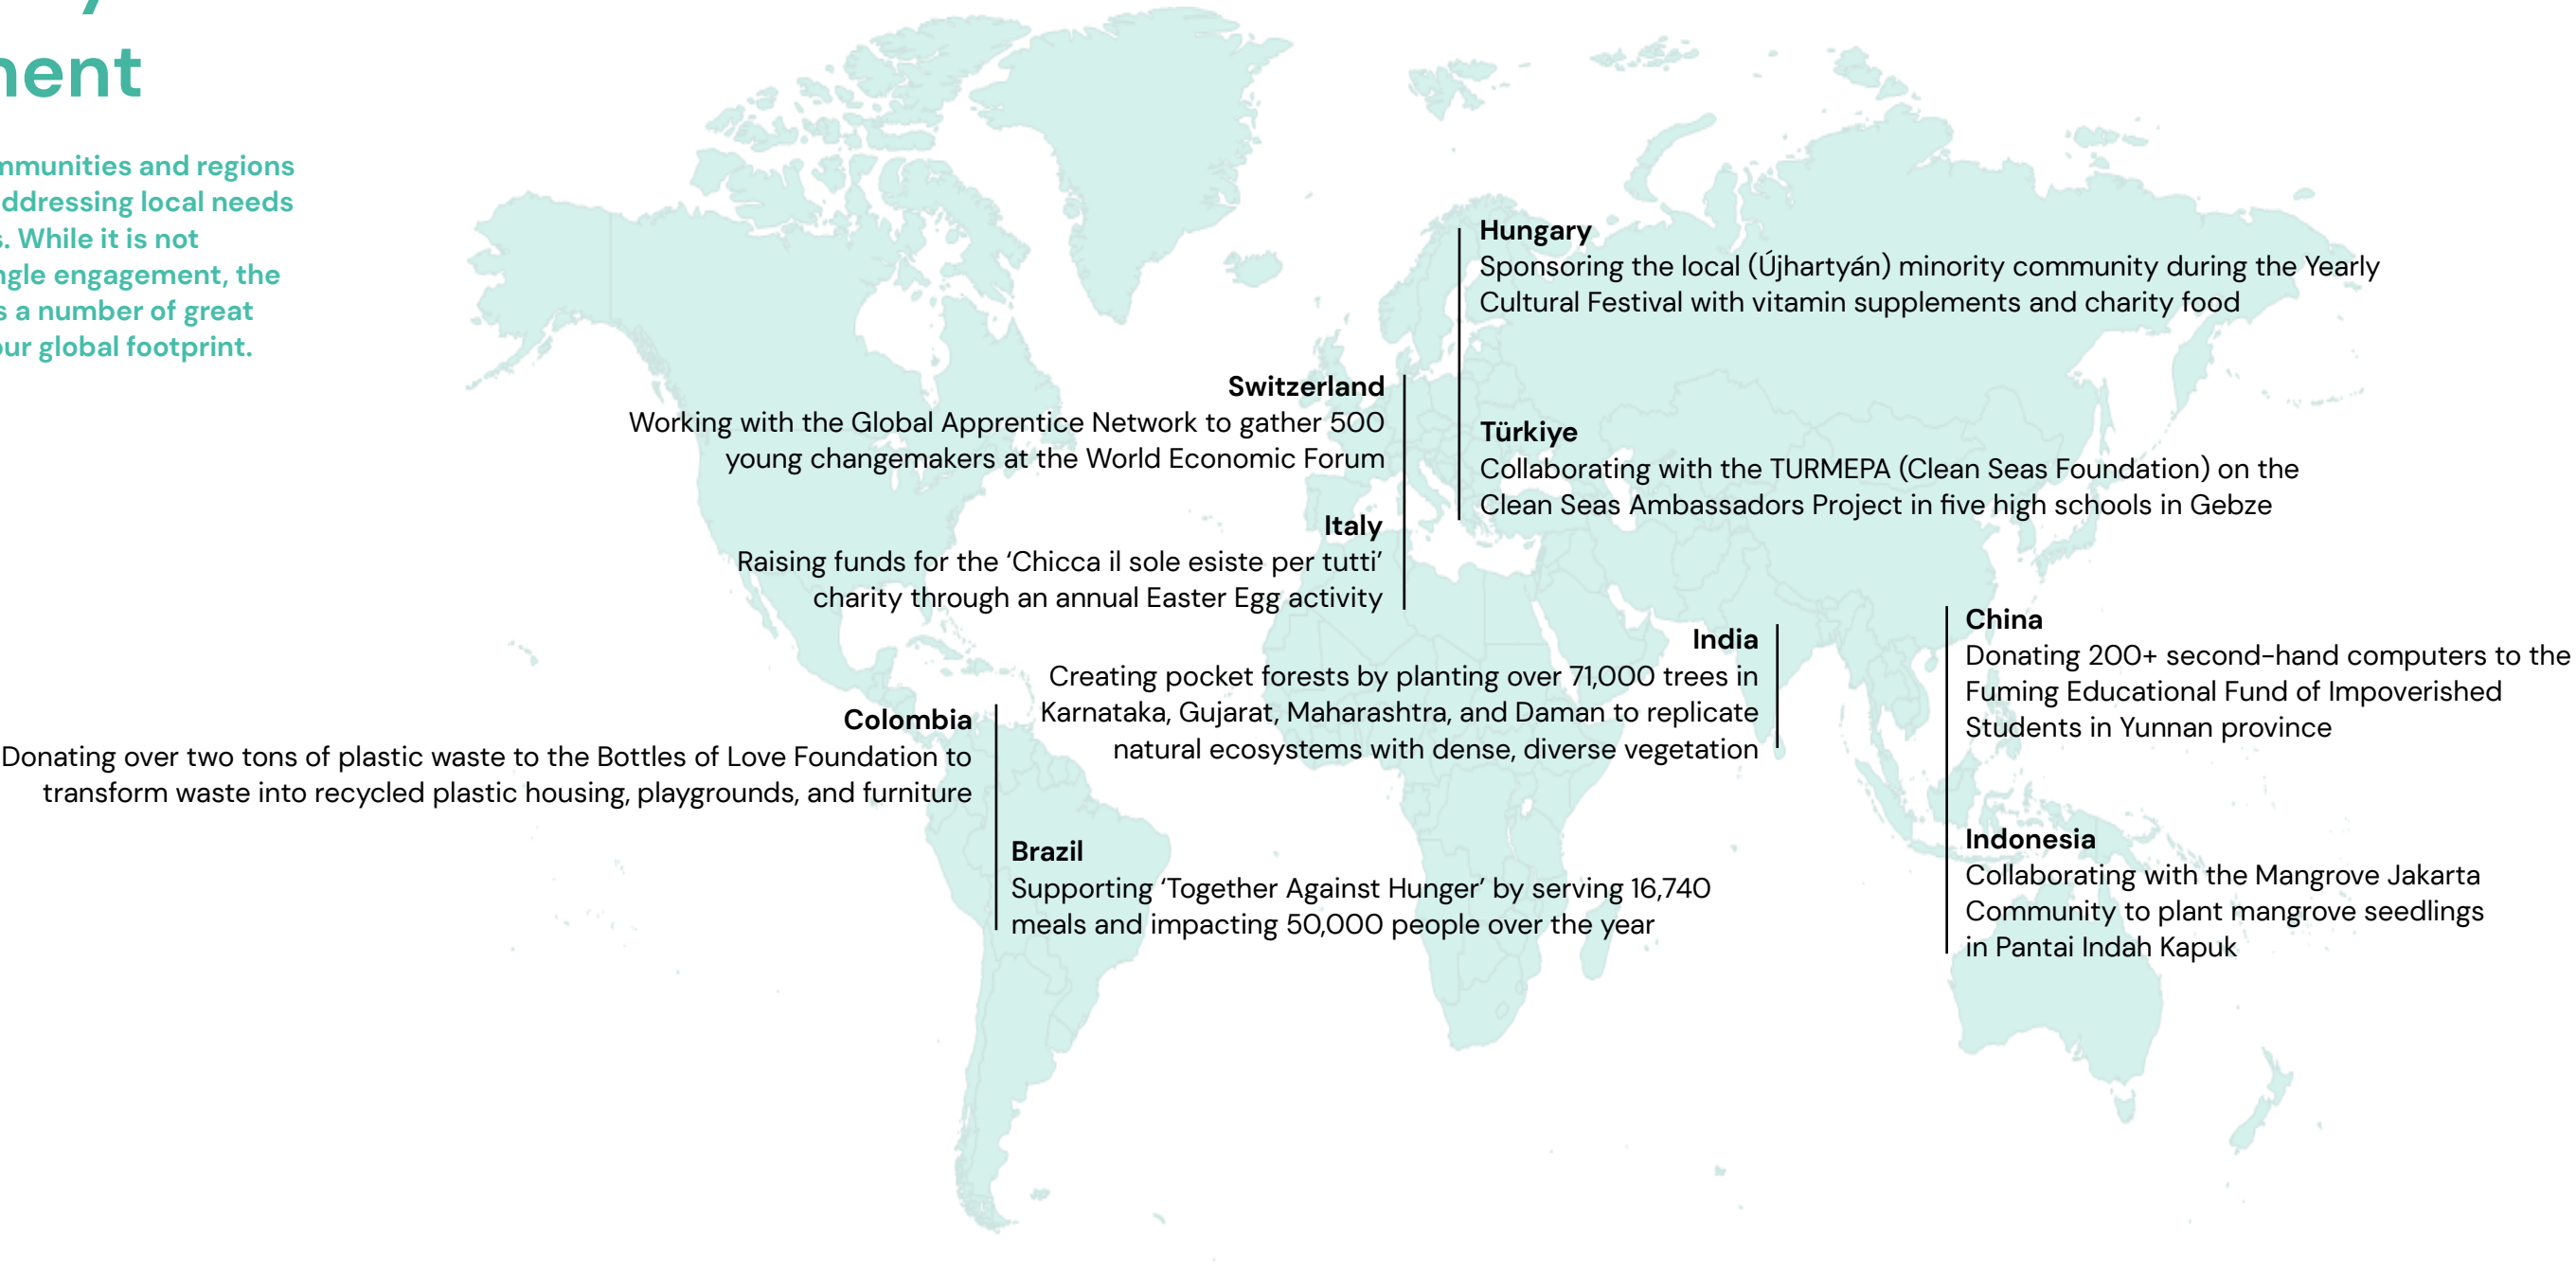 ment
mmunities and regions
ddressing local needs
s. While it is not
ngle engagement, the
s a number of great
our global footprint.
Hungary
Sponsoring the local (Újhartyán) minority community during the Yearly
Cultural Festival with vitamin supplements and charity food
Switzerland
Working with the Global Apprentice Network to gather 500
young changemakers at the World Economic Forum
Türkiye
Collaborating with the TURMEPA (Clean Seas Foundation) on the
Clean Seas Ambassadors Project in five high schools in Gebze
Italy
Raising funds for the ‘Chicca il sole esiste per tutti’
charity through an annual Easter Egg activity
India
Creating pocket forests by planting over 71,000 trees in
Karnataka, Gujarat, Maharashtra, and Daman to replicate
natural ecosystems with dense, diverse vegetation
China
Donating 200+ second-hand computers to the
Fuming Educational Fund of Impoverished
Students in Yunnan province
Colombia
Donating over two tons of plastic waste to the Bottles of Love Foundation to
transform waste into recycled plastic housing, playgrounds, and furniture
Brazil
Supporting ‘Together Against Hunger’ by serving 16,740
meals and impacting 50,000 people over the year
Indonesia
Collaborating with the Mangrove Jakarta
Community to plant mangrove seedlings
in Pantai Indah Kapuk